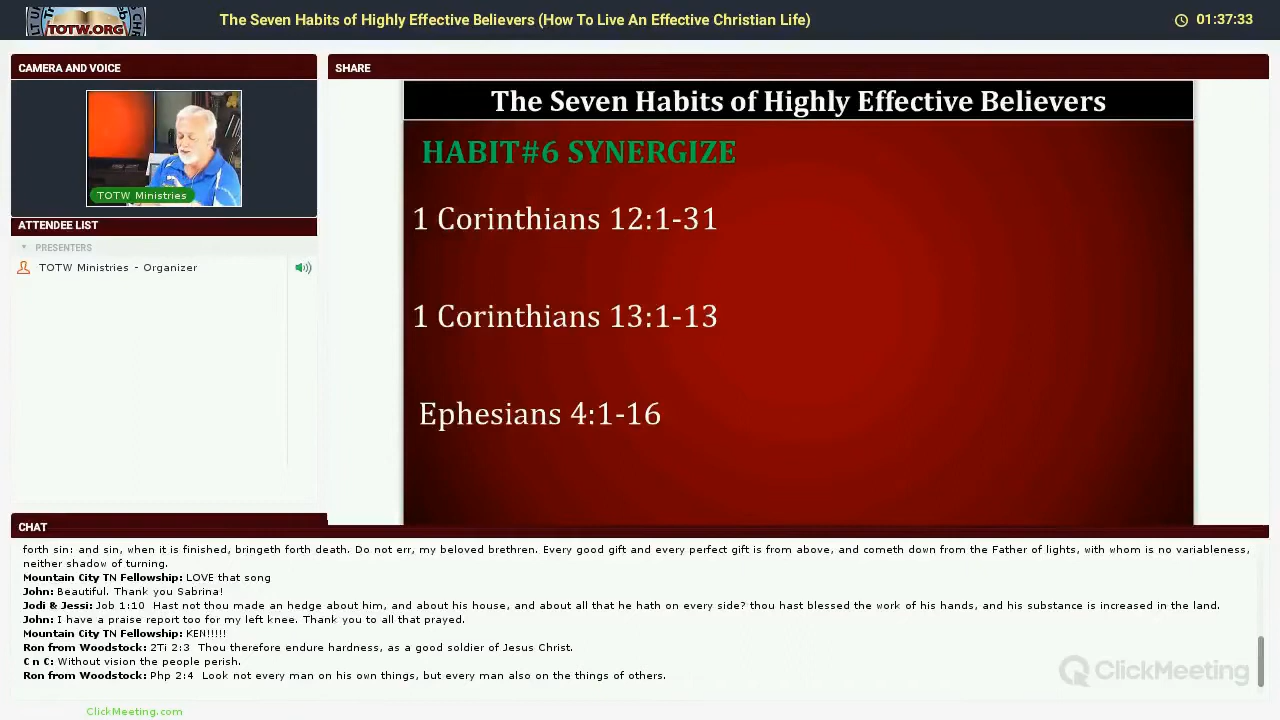 TOTW.ORG
The Seven Habits of Highly Effective Believers (How To Live An Effective Christian Life)
01:37:33
CAMERA AND VOICE
TOTW Ministries
ATTENDEE LIST
PRESENTERS
TOTW Ministries - Organizer
SHARE
The Seven Habits of Highly Effective Believers
HABIT#6 SYNERGIZE
1 Corinthians 12:1-31
1 Corinthians 13:1-13
Ephesians 4:1-16
CHAT
forth sin: and sin, when it is finished, bringeth forth death. Do not err, my beloved brethren. Every good gift and every perfect gift is from above, and cometh down from the Father of lights, with whom is no variableness,
neither shadow of turning.
Mountain City TN Fellowship: LOVE that song
John: Beautiful. Thank you Sabrina!
Jodi & Jessi: Job 1:10 Hast not thou made an hedge about him, and about his house, and about all that he hath on every side? thou hast blessed the work of his hands, and his substance is increased in the land.
John: I have a praise report too for my left knee. Thank you to all that prayed.
Mountain City TN Fellowship: KEN!!!!!
Ron from Woodstock: 2Ti 2:3 Thou therefore endure hardness, as a good soldier of Jesus Christ.
C n C: Without vision the people perish.
Ron from Woodstock: Php 2:4 Look not every man on his own things, but every man also on the things of others.
ClickMeeting
ClickMeeting.com